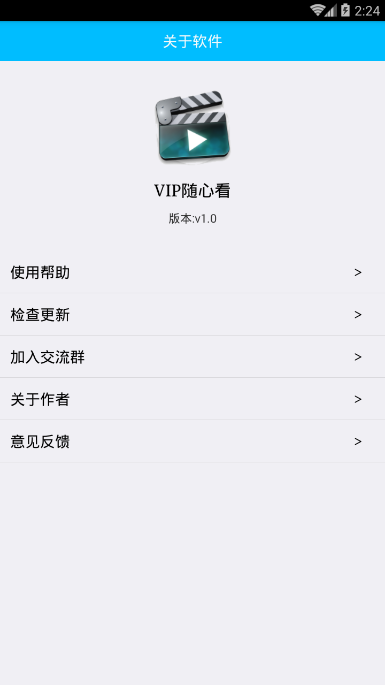 2:24
关于软件
VIP随心看
版本:v1.0
使用帮助 >
检查更新 >
加入交流群 >
关于作者 >
意见反馈 >